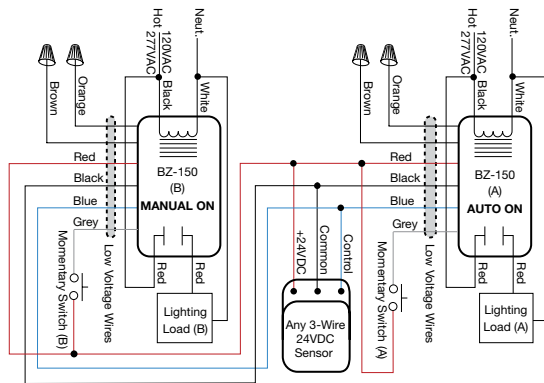 Hot
120VAC
277VAC
Neut.
Black
White
Brown
Orange
Red
Black
Blue
Grey
BZ-150
(B)
MANUAL ON
Red
Red
Momentary Switch (B)
Low Voltage Wires
Lighting
Load (B)
+24VDC
Common
Control
Any 3-Wire
24VDC
Sensor
Hot
120VAC
277VAC
Neut.
Black
White
Brown
Orange
Red
Black
Blue
Grey
BZ-150
(A)
AUTO ON
Red
Red
Momentary Switch (A)
Low Voltage Wires
Lighting
Load (A)